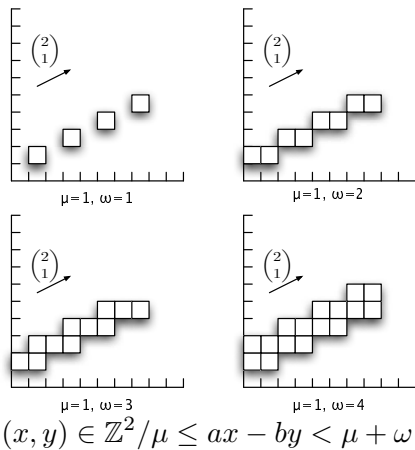 (2 1) (2 1)
μ=1, ω=1 μ=1, ω=2
(2 1) (2 1)
μ=1, ω=3 μ=1, ω=4
(x, y) ∈ ℤ²/μ ≤ ax − by < μ + ω